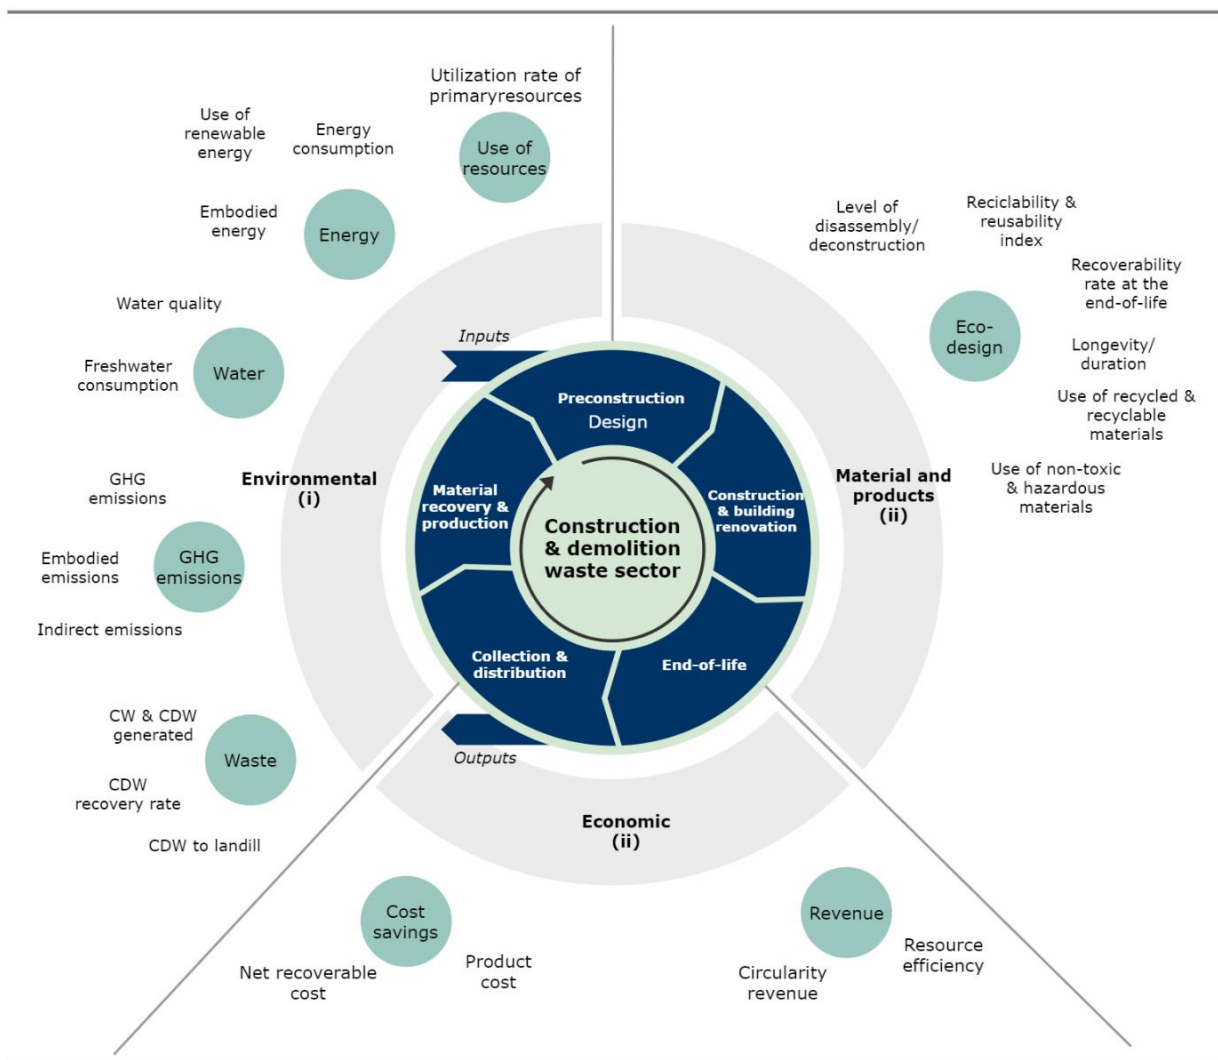 Utilization rate of
primaryresources
Use of
resources
Use of
renewable
energy
Energy
consumption
Embodied
energy
Energy
Water quality
Freshwater
consumption
Water
GHG
emissions
Embodied
emissions
Indirect emissions
GHG
emissions
CW & CDW
generated
CDW
recovery rate
CDW to landill
Waste
Environmental
(i)
Inputs
Preconstruction
Design
Construction
& building
renovation
End-of-life
Collection &
distribution
Material
recovery &
production
Construction
& demolition
waste sector
Outputs
Level of
disassembly/
deconstruction
Reciclability &
reusability
index
Recoverability
rate at the
end-of-life
Longevity/
duration
Use of recycled &
recyclable
materials
Use of non-toxic
& hazardous
materials
Eco-
design
Material and
products
(ii)
Economic
(ii)
Cost
savings
Net recoverable
cost
Product
cost
Revenue
Circularity
revenue
Resource
efficiency